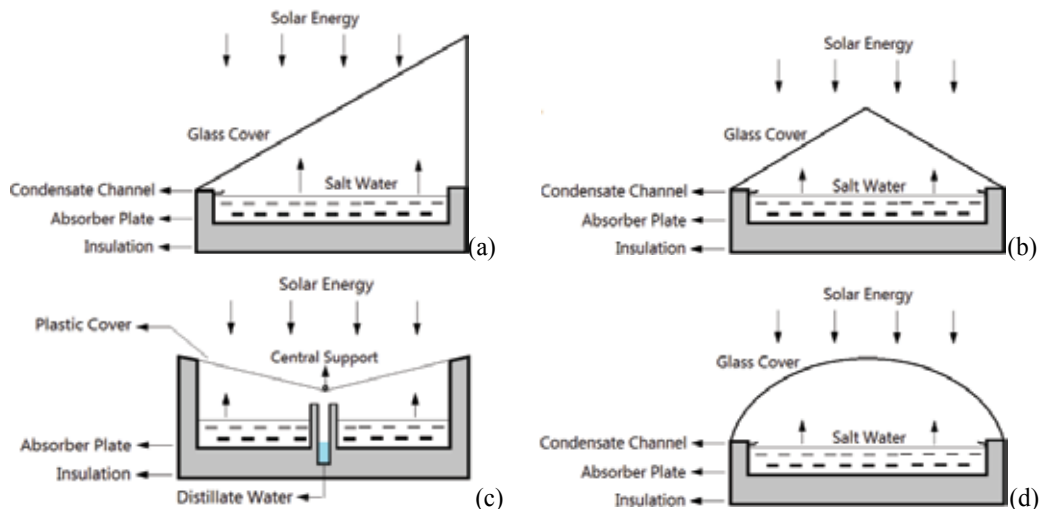 Solar Energy
Glass Cover
Salt Water
Condensate Channel
Absorber Plate
Insulation
(a)
Solar Energy
Glass Cover
Salt Water
Condensate Channel
Absorber Plate
Insulation
(b)
Solar Energy
Plastic Cover
Central Support
Absorber Plate
Insulation
Distillate Water
(c)
Solar Energy
Glass Cover
Condensate Channel
Salt Water
Absorber Plate
Insulation
(d)